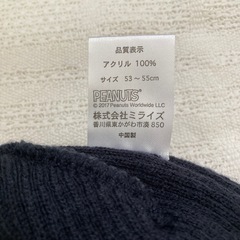 品質表示
アクリル 100%
サイズ 53～55cm
PEANUTS
© 2017 Peanuts Worldwide LLC
株式会社ミライズ
香川県東かがわ市湊 850
中国製